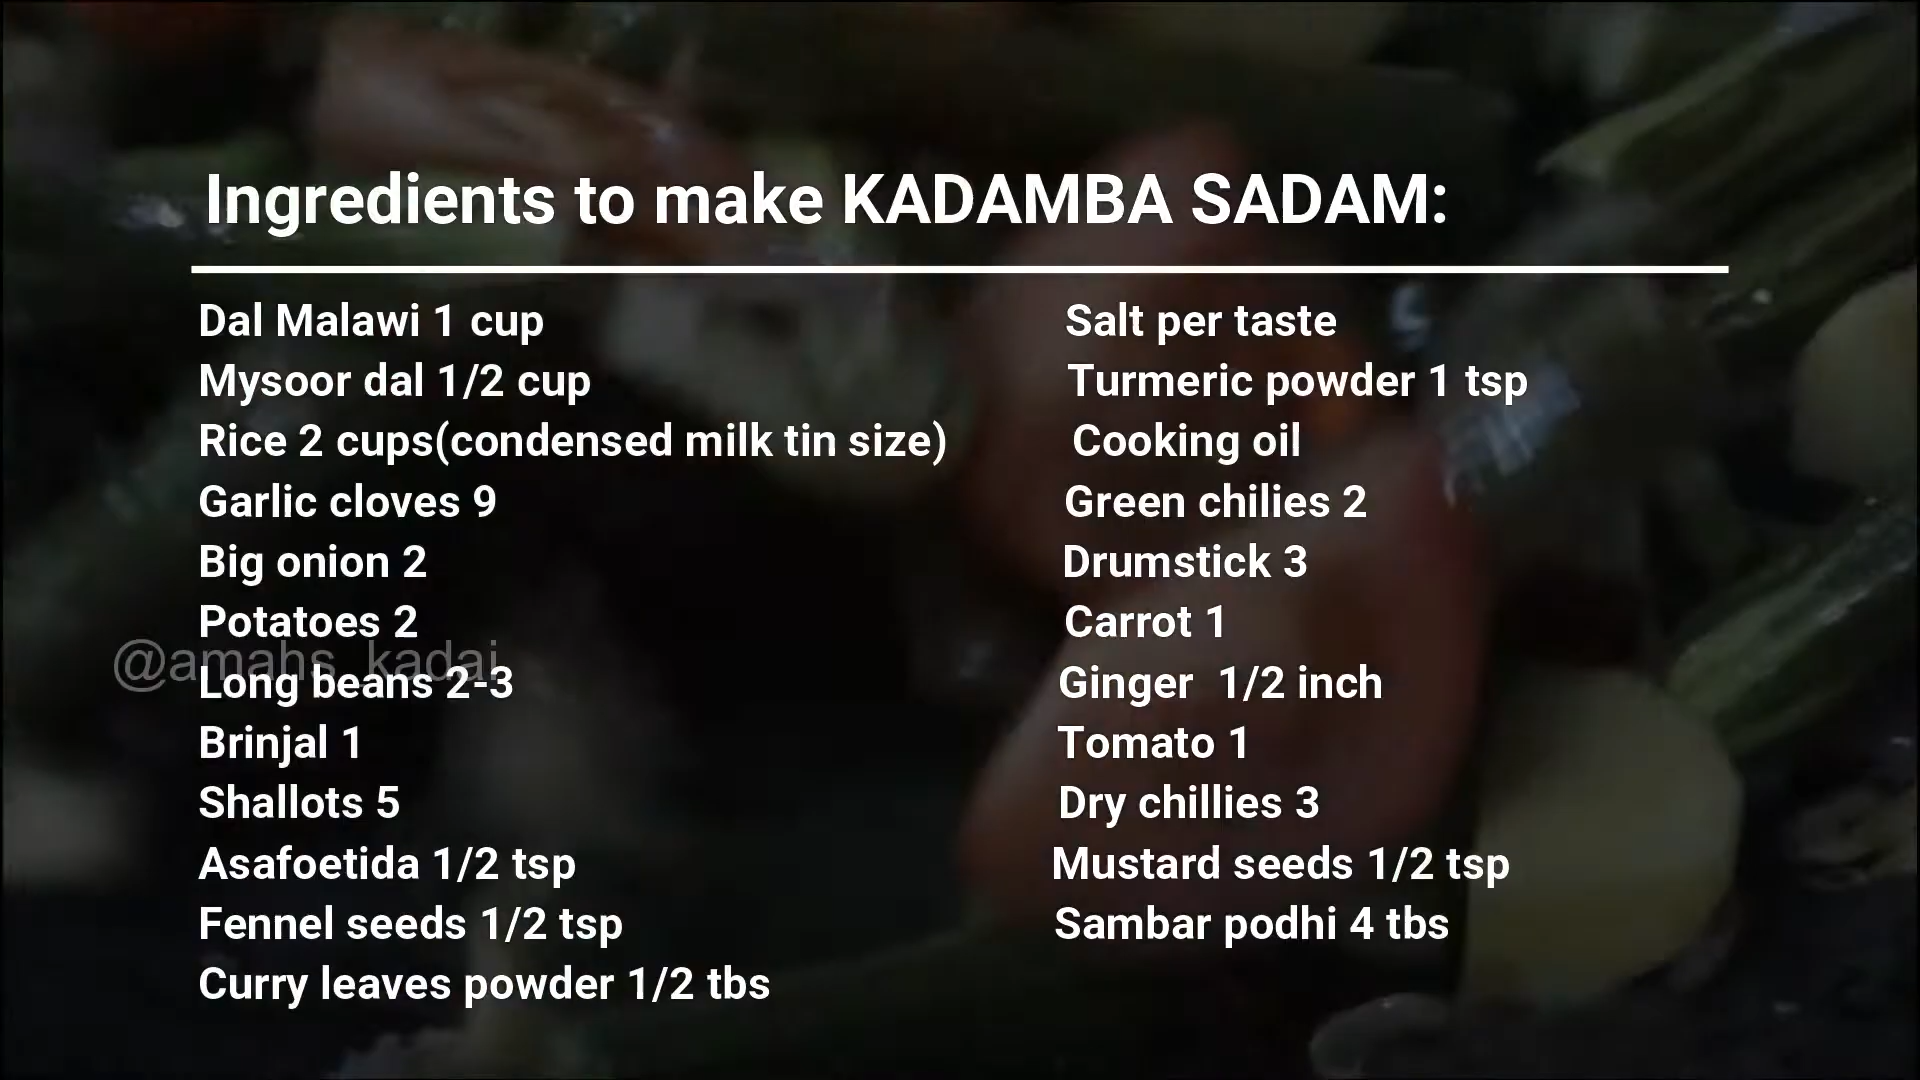 Ingredients to make KADAMBA SADAM:
Dal Malawi 1 cup
Mysoor dal 1/2 cup
Rice 2 cups(condensed milk tin size)
Garlic cloves 9
Big onion 2
Potatoes 2
@amahs_kadai
Long beans 2-3
Brinjal 1
Shallots 5
Asafoetida 1/2 tsp
Fennel seeds 1/2 tsp
Curry leaves powder 1/2 tbs
Salt per taste
Turmeric powder 1 tsp
Cooking oil
Green chilies 2
Drumstick 3
Carrot 1
Ginger  1/2 inch
Tomato 1
Dry chillies 3
Mustard seeds 1/2 tsp
Sambar podhi 4 tbs